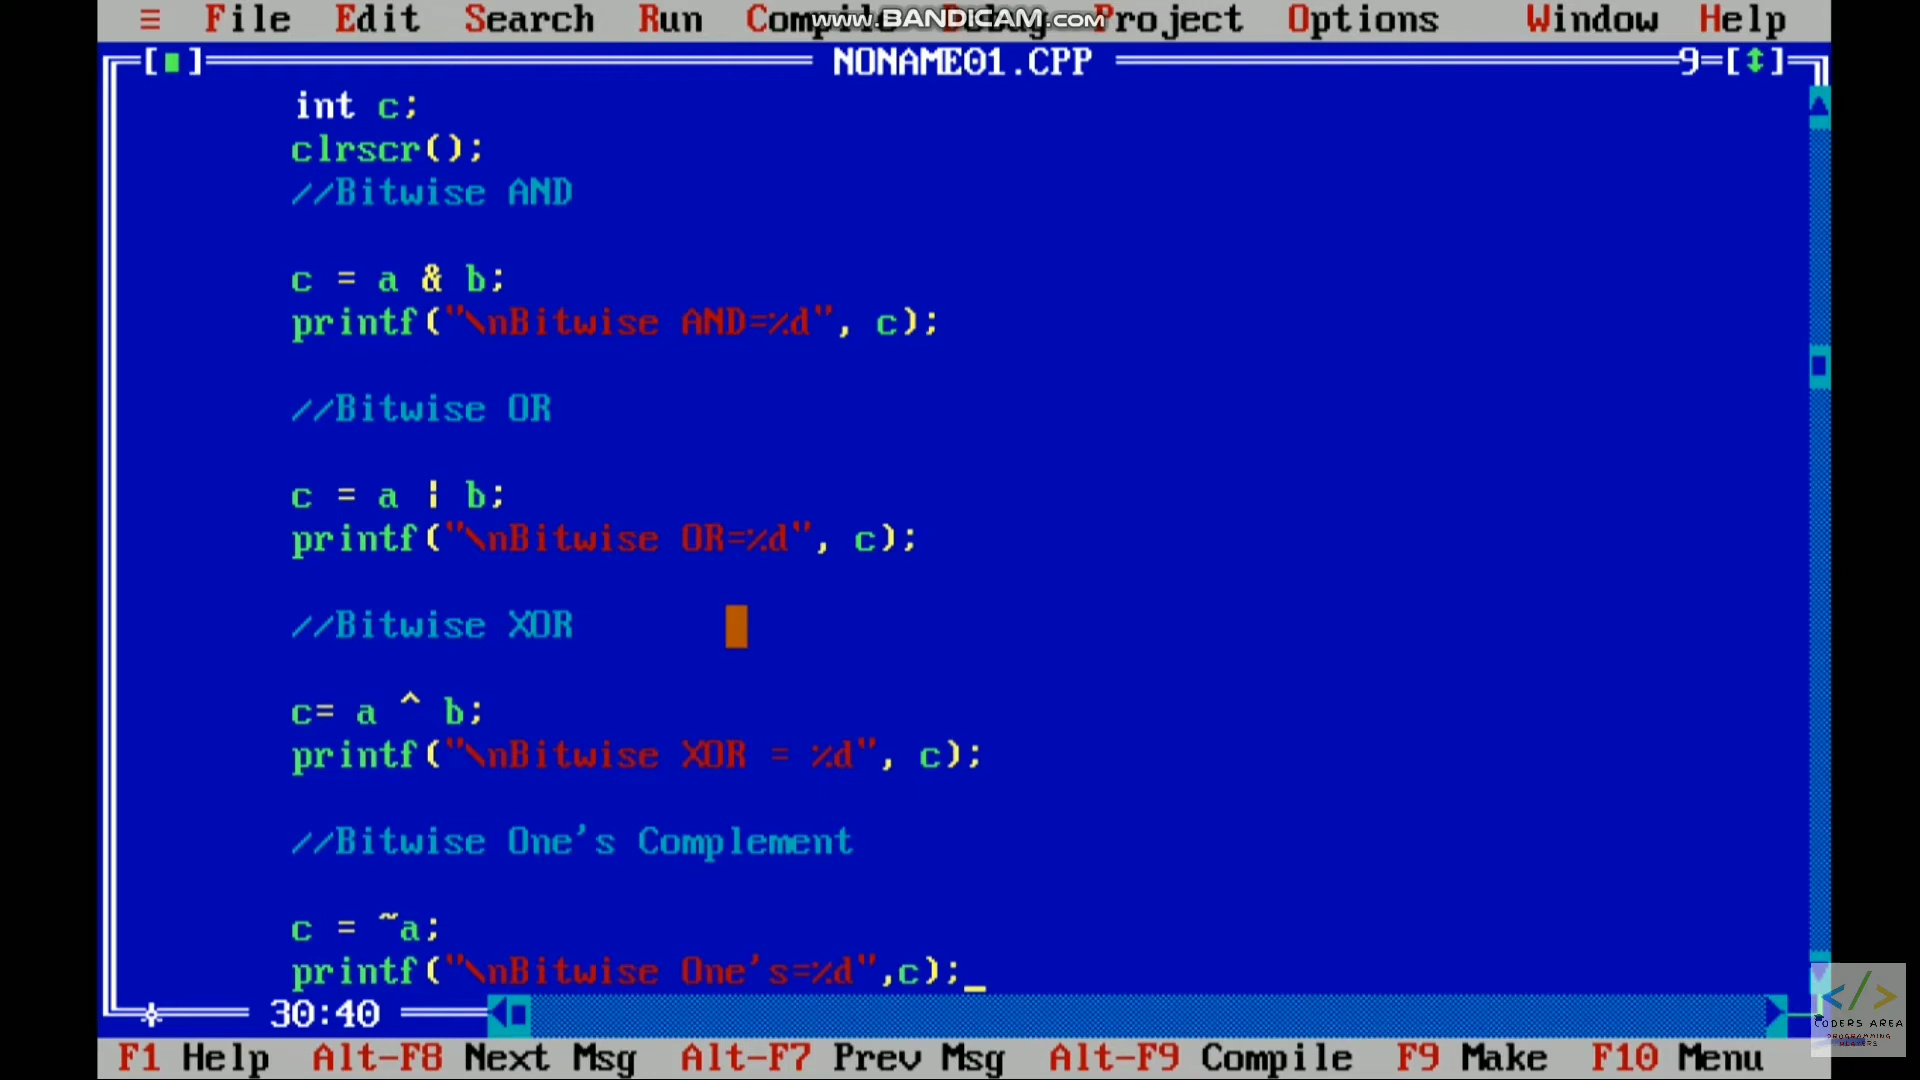 ≡ File Edit Search Run Compile Debug Project Options Window Help
www.BANDICAM.com
[■] NONAME01.CPP 9=[↕]
int c;
clrscr();
//Bitwise AND
c = a & b;
printf("\nBitwise AND=%d", c);
//Bitwise OR
c = a | b;
printf("\nBitwise OR=%d", c);
//Bitwise XOR
c= a ^ b;
printf("\nBitwise XOR = %d", c);
//Bitwise One's Complement
c = ~a;
printf("\nBitwise One's=%d",c);_
30:40
</>
CODERS AREA
F1 Help Alt-F8 Next Msg Alt-F7 Prev Msg Alt-F9 Compile F9 Make F10 Menu